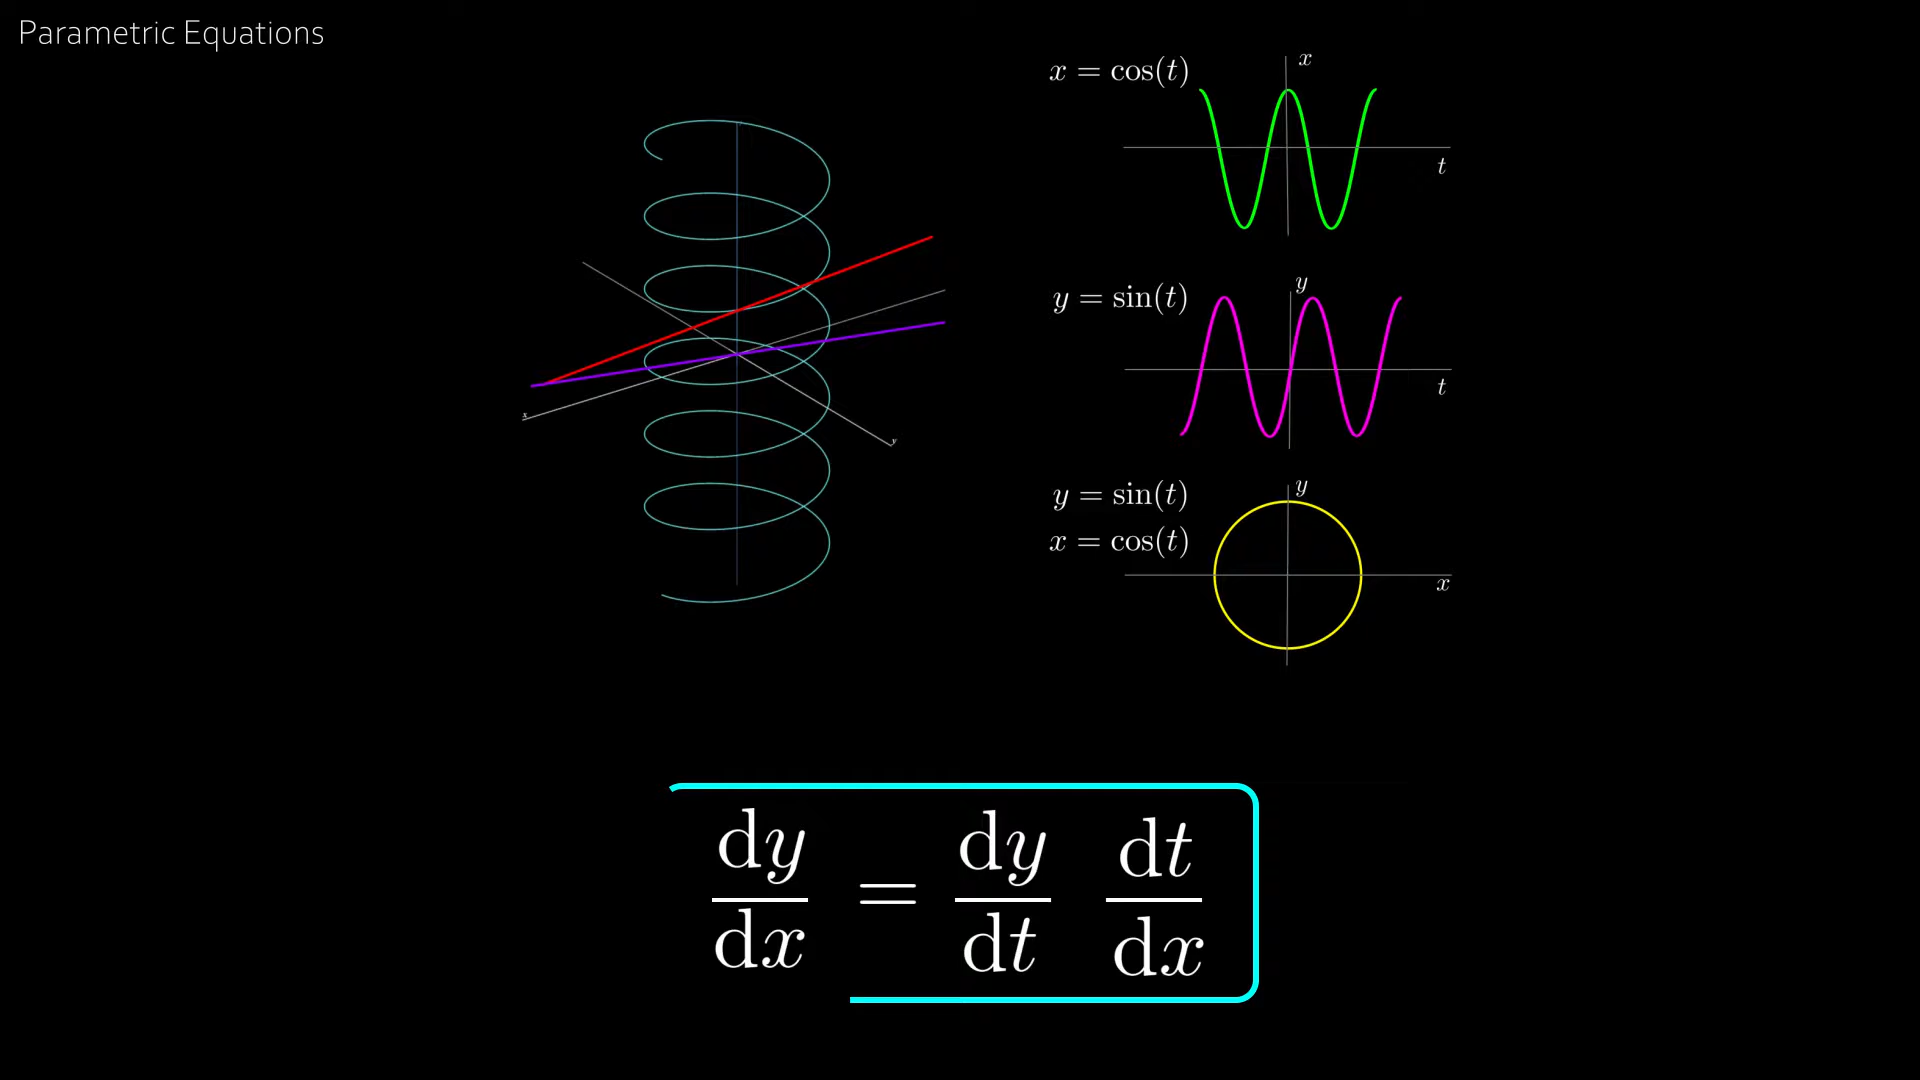 Parametric Equations
x = cos(t)
x
t
y = sin(t)
y
t
x
y
y = sin(t)
x = cos(t)
y
x
dy/dx = dy/dt dt/dx